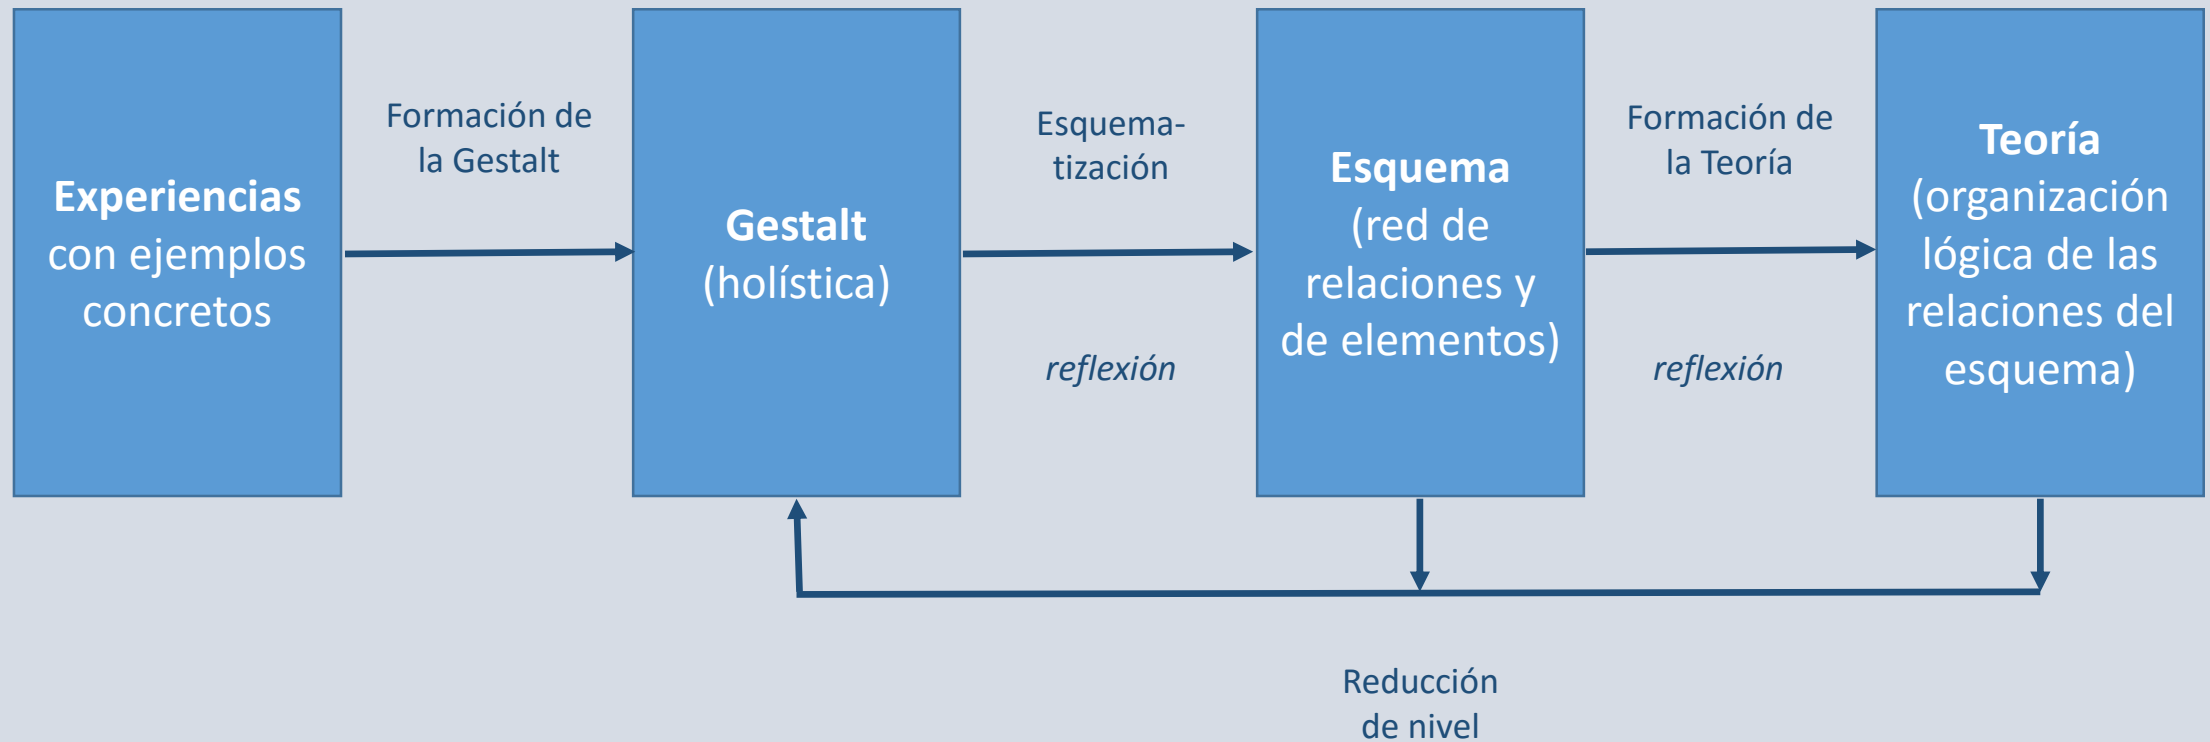 Experiencias
con ejemplos
concretos
Formación de
la Gestalt
Gestalt
(holística)
Esquema-
tización
reflexión
Esquema
(red de
relaciones y
de elementos)
Formación de
la Teoría
reflexión
Teoría
(organización
lógica de las
relaciones del
esquema)
Reducción
de nivel